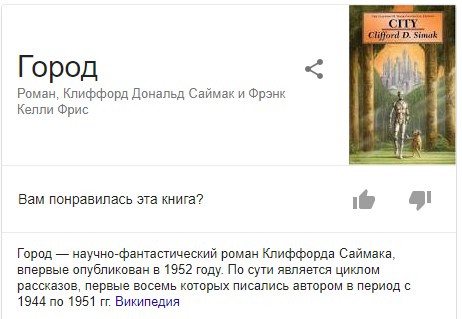 CITY
Clifford D. Simak
Город
Роман, Клиффорд Дональд Саймак и Фрэнк
Келли Фрис
Вам понравилась эта книга?
Город — научно-фантастический роман Клиффорда Саймака,
впервые опубликован в 1952 году. По сути является циклом
рассказов, первые восемь которых писались автором в период с
1944 по 1951 гг. Википедия